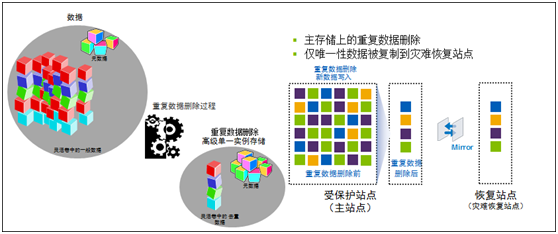 数据
元数据
灵活卷中的一般数据
重复数据删除过程
重复数据删除
高级单一实例存储
元数据
灵活卷中的
数据
主存储上的重复数据删除
仅唯一性数据被复制到灾难恢复站点
重复数据删除
新数据写入
重复数据删除前
受保护站点
(主站点)
重复数据
删除后
Mirror
恢复站点
(灾难恢复站点)